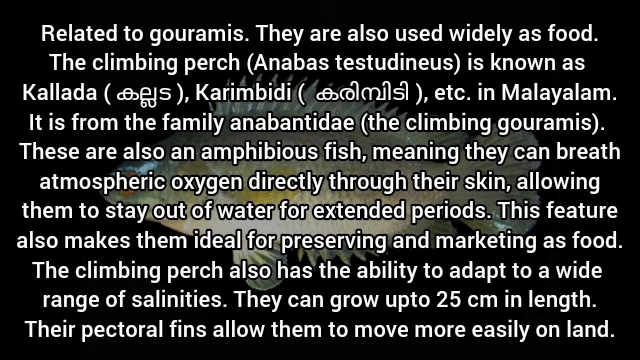 Related to gouramis. They are also used widely as food.
The climbing perch (Anabas testudineus) is known as
Kallada ( കല്ലട ), Karimbidi (  കരിമ്പിടി ), etc. in Malayalam.
It is from the family anabantidae (the climbing gouramis).
These are also an amphibious fish, meaning they can breath
atmospheric oxygen directly through their skin, allowing
them to stay out of water for extended periods. This feature
also makes them ideal for preserving and marketing as food.
The climbing perch also has the ability to adapt to a wide
range of salinities. They can grow upto 25 cm in length.
Their pectoral fins allow them to move more easily on land.